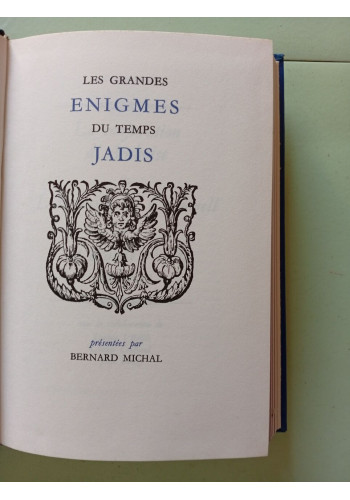 LES GRANDES
ENIGMES
DU TEMPS
JADIS
présentées par
BERNARD MICHAL